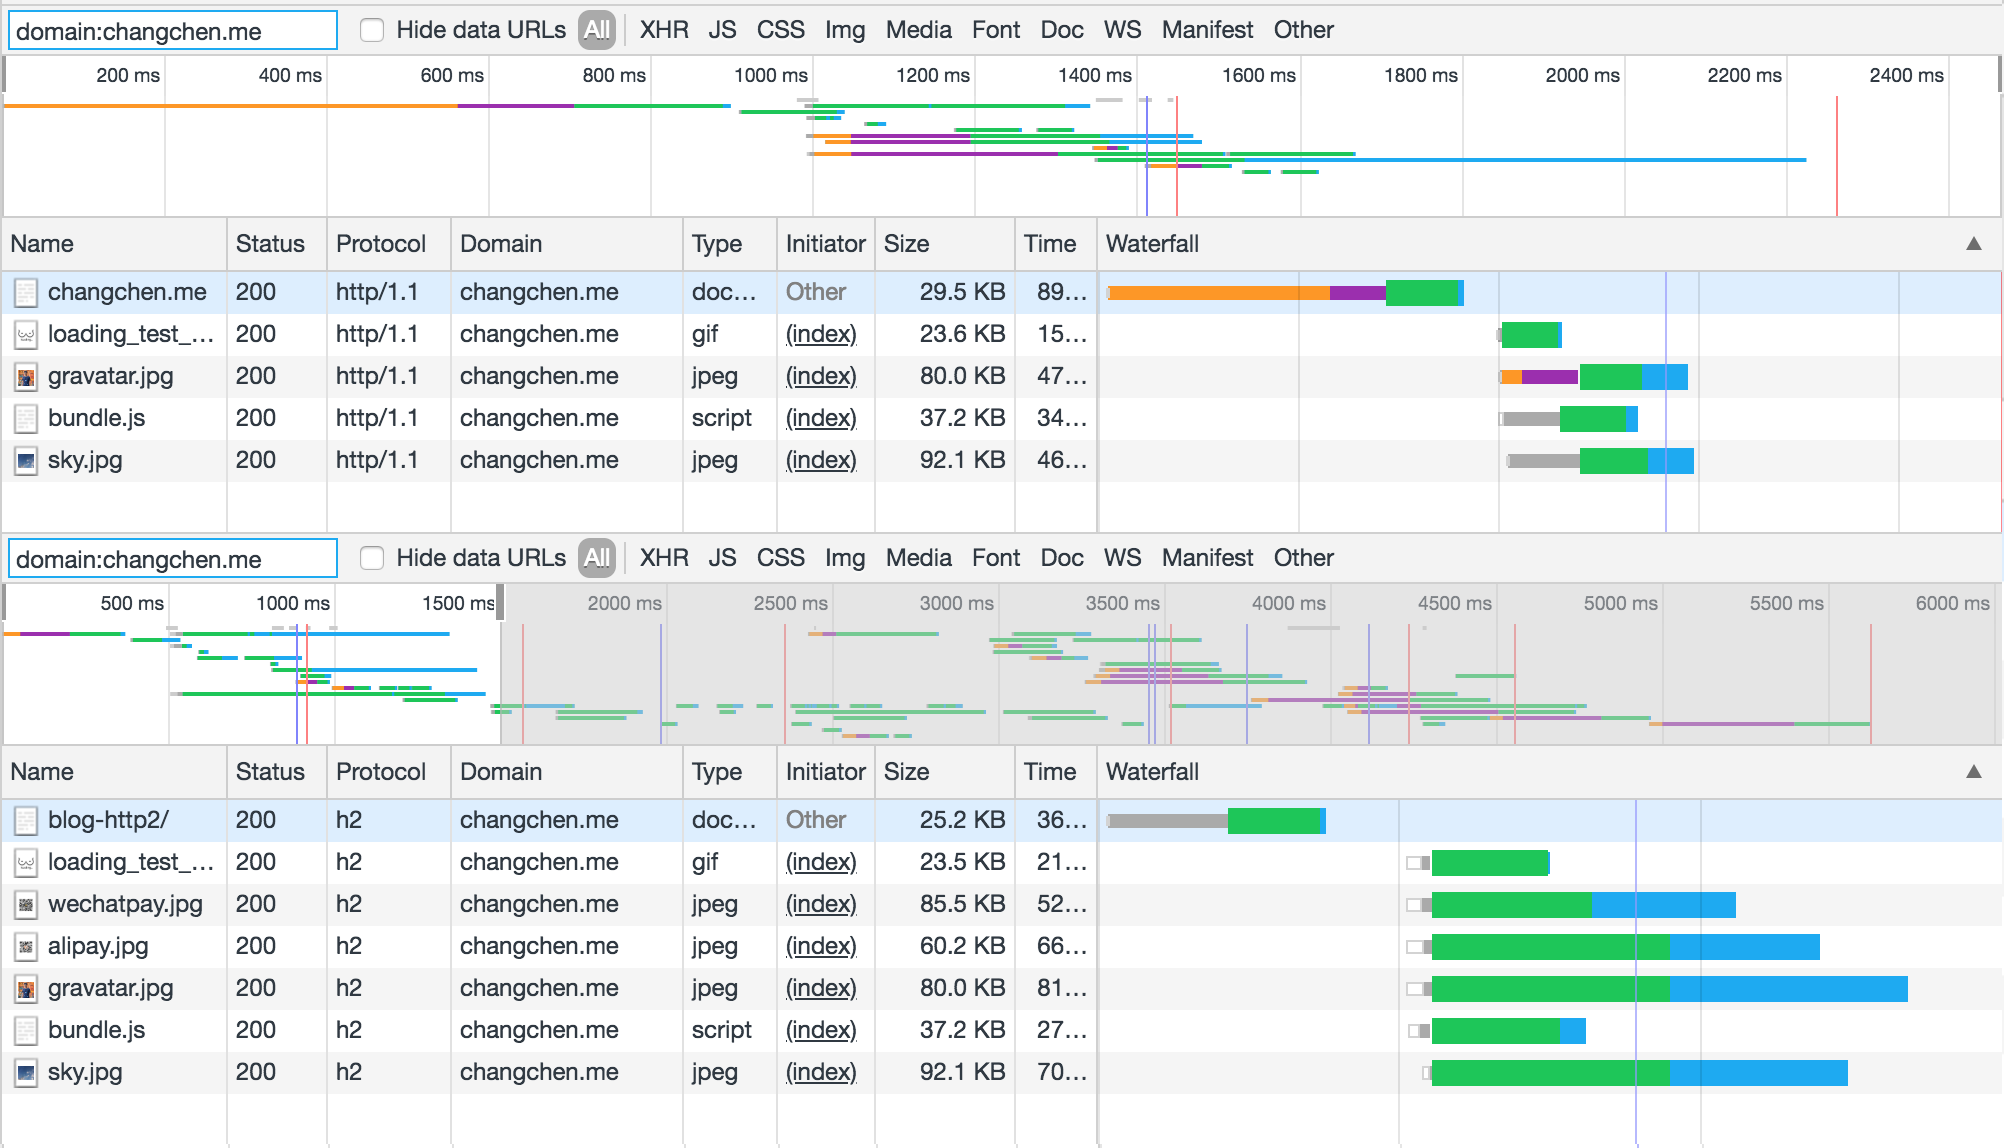 domain:changchen.me Hide data URLs All XHR JS CSS Img Media Font Doc WS Manifest Other
200 ms 400 ms 600 ms 800 ms 1000 ms 1200 ms 1400 ms 1600 ms 1800 ms 2000 ms 2200 ms 2400 ms
Name Status Protocol Domain Type Initiator Size Time Waterfall ▲
changchen.me 200 http/1.1 changchen.me doc… Other 29.5 KB 89…
loading_test_… 200 http/1.1 changchen.me gif (index) 23.6 KB 15…
gravatar.jpg 200 http/1.1 changchen.me jpeg (index) 80.0 KB 47…
bundle.js 200 http/1.1 changchen.me script (index) 37.2 KB 34…
sky.jpg 200 http/1.1 changchen.me jpeg (index) 92.1 KB 46…
domain:changchen.me Hide data URLs All XHR JS CSS Img Media Font Doc WS Manifest Other
500 ms 1000 ms 1500 ms 2000 ms 2500 ms 3000 ms 3500 ms 4000 ms 4500 ms 5000 ms 5500 ms 6000 ms
Name Status Protocol Domain Type Initiator Size Time Waterfall ▲
blog-http2/ 200 h2 changchen.me doc… Other 25.2 KB 36…
loading_test_… 200 h2 changchen.me gif (index) 23.5 KB 21…
wechatpay.jpg 200 h2 changchen.me jpeg (index) 85.5 KB 52…
alipay.jpg 200 h2 changchen.me jpeg (index) 60.2 KB 66…
gravatar.jpg 200 h2 changchen.me jpeg (index) 80.0 KB 81…
bundle.js 200 h2 changchen.me script (index) 37.2 KB 27…
sky.jpg 200 h2 changchen.me jpeg (index) 92.1 KB 70…